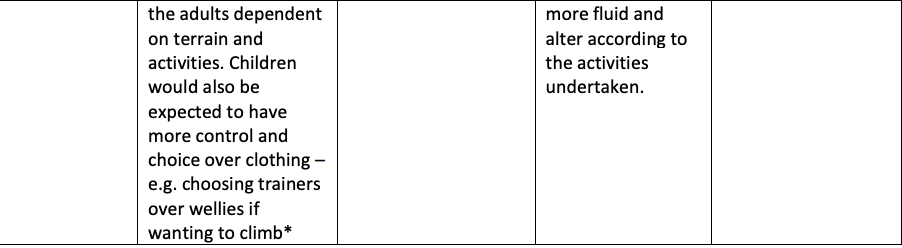 the adults dependent
on terrain and
activities. Children
would also be
expected to have
more control and
choice over clothing –
e.g. choosing trainers
over wellies if
wanting to climb*
more fluid and
alter according to
the activities
undertaken.